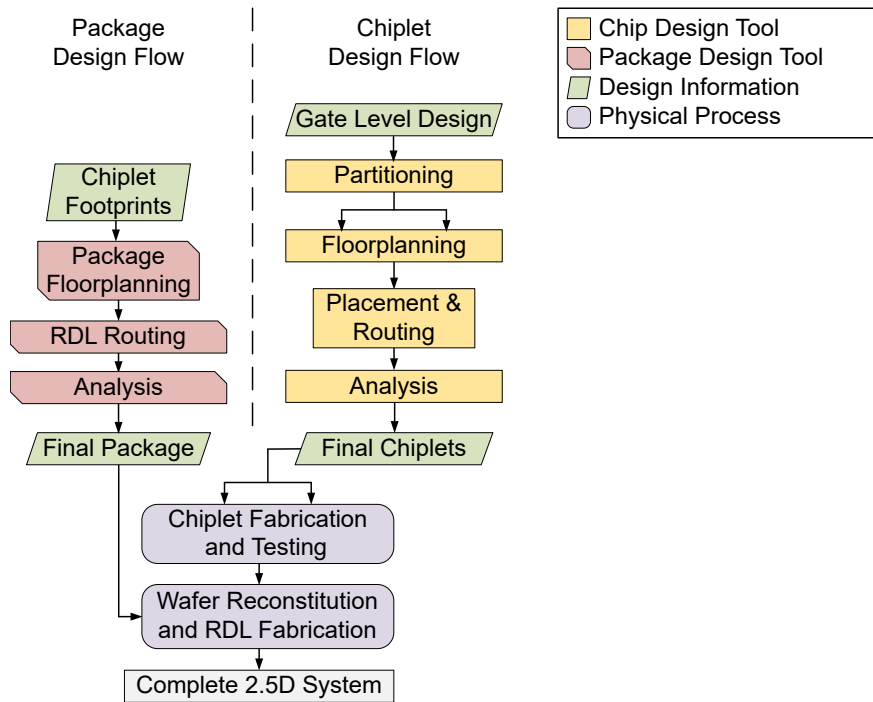 Package
Design Flow
Chiplet
Design Flow
Chip Design Tool
Package Design Tool
Design Information
Physical Process
Chiplet
Footprints
Package
Floorplanning
RDL Routing
Analysis
Final Package
Gate Level Design
Partitioning
Floorplanning
Placement &
Routing
Analysis
Final Chiplets
Chiplet Fabrication
and Testing
Wafer Reconstitution
and RDL Fabrication
Complete 2.5D System